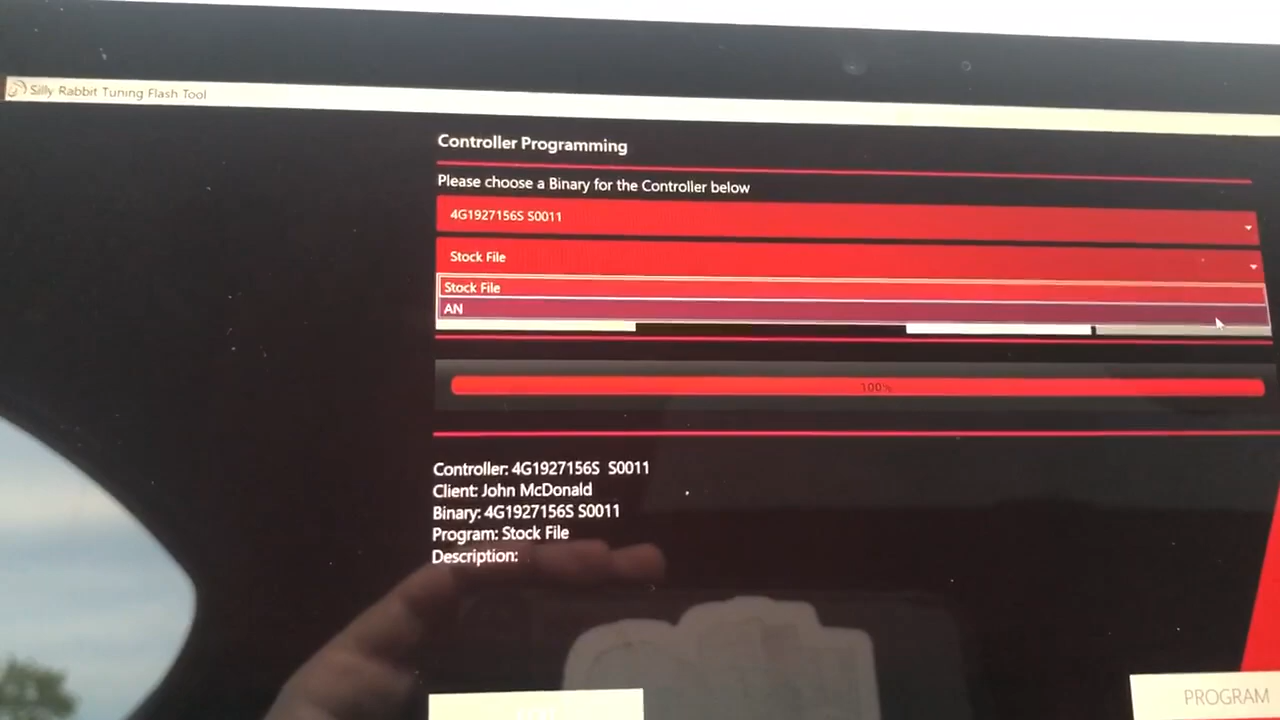 Silly Rabbit Tuning Flash Tool
Controller Programming
Please choose a Binary for the Controller below
4G1927156S S0011
Stock File
Stock File
AN
100%
Controller: 4G1927156S S0011
Client: John McDonald
Binary: 4G1927156S S0011
Program: Stock File
Description:
PROGRAM